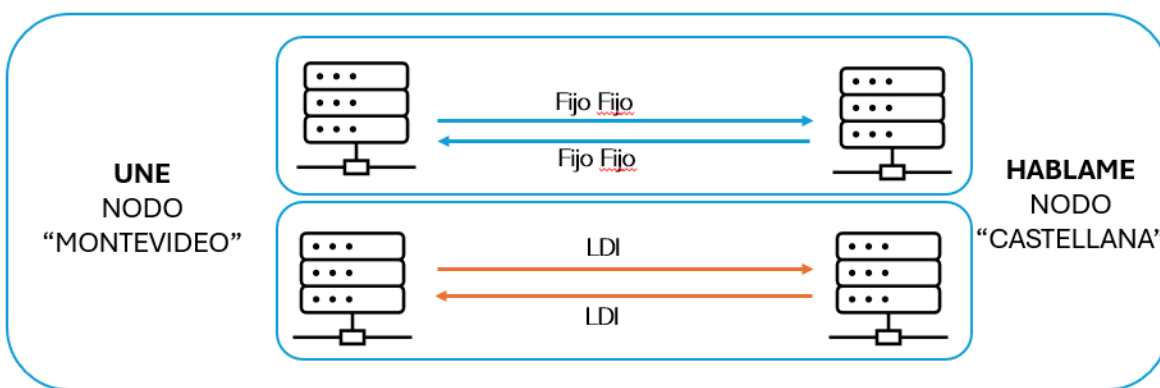 UNE
NODO
“MONTEVIDEO”
Fijo Fijo
Fijo Fijo
LDI
LDI
HABLAME
NODO
“CASTELLANA”